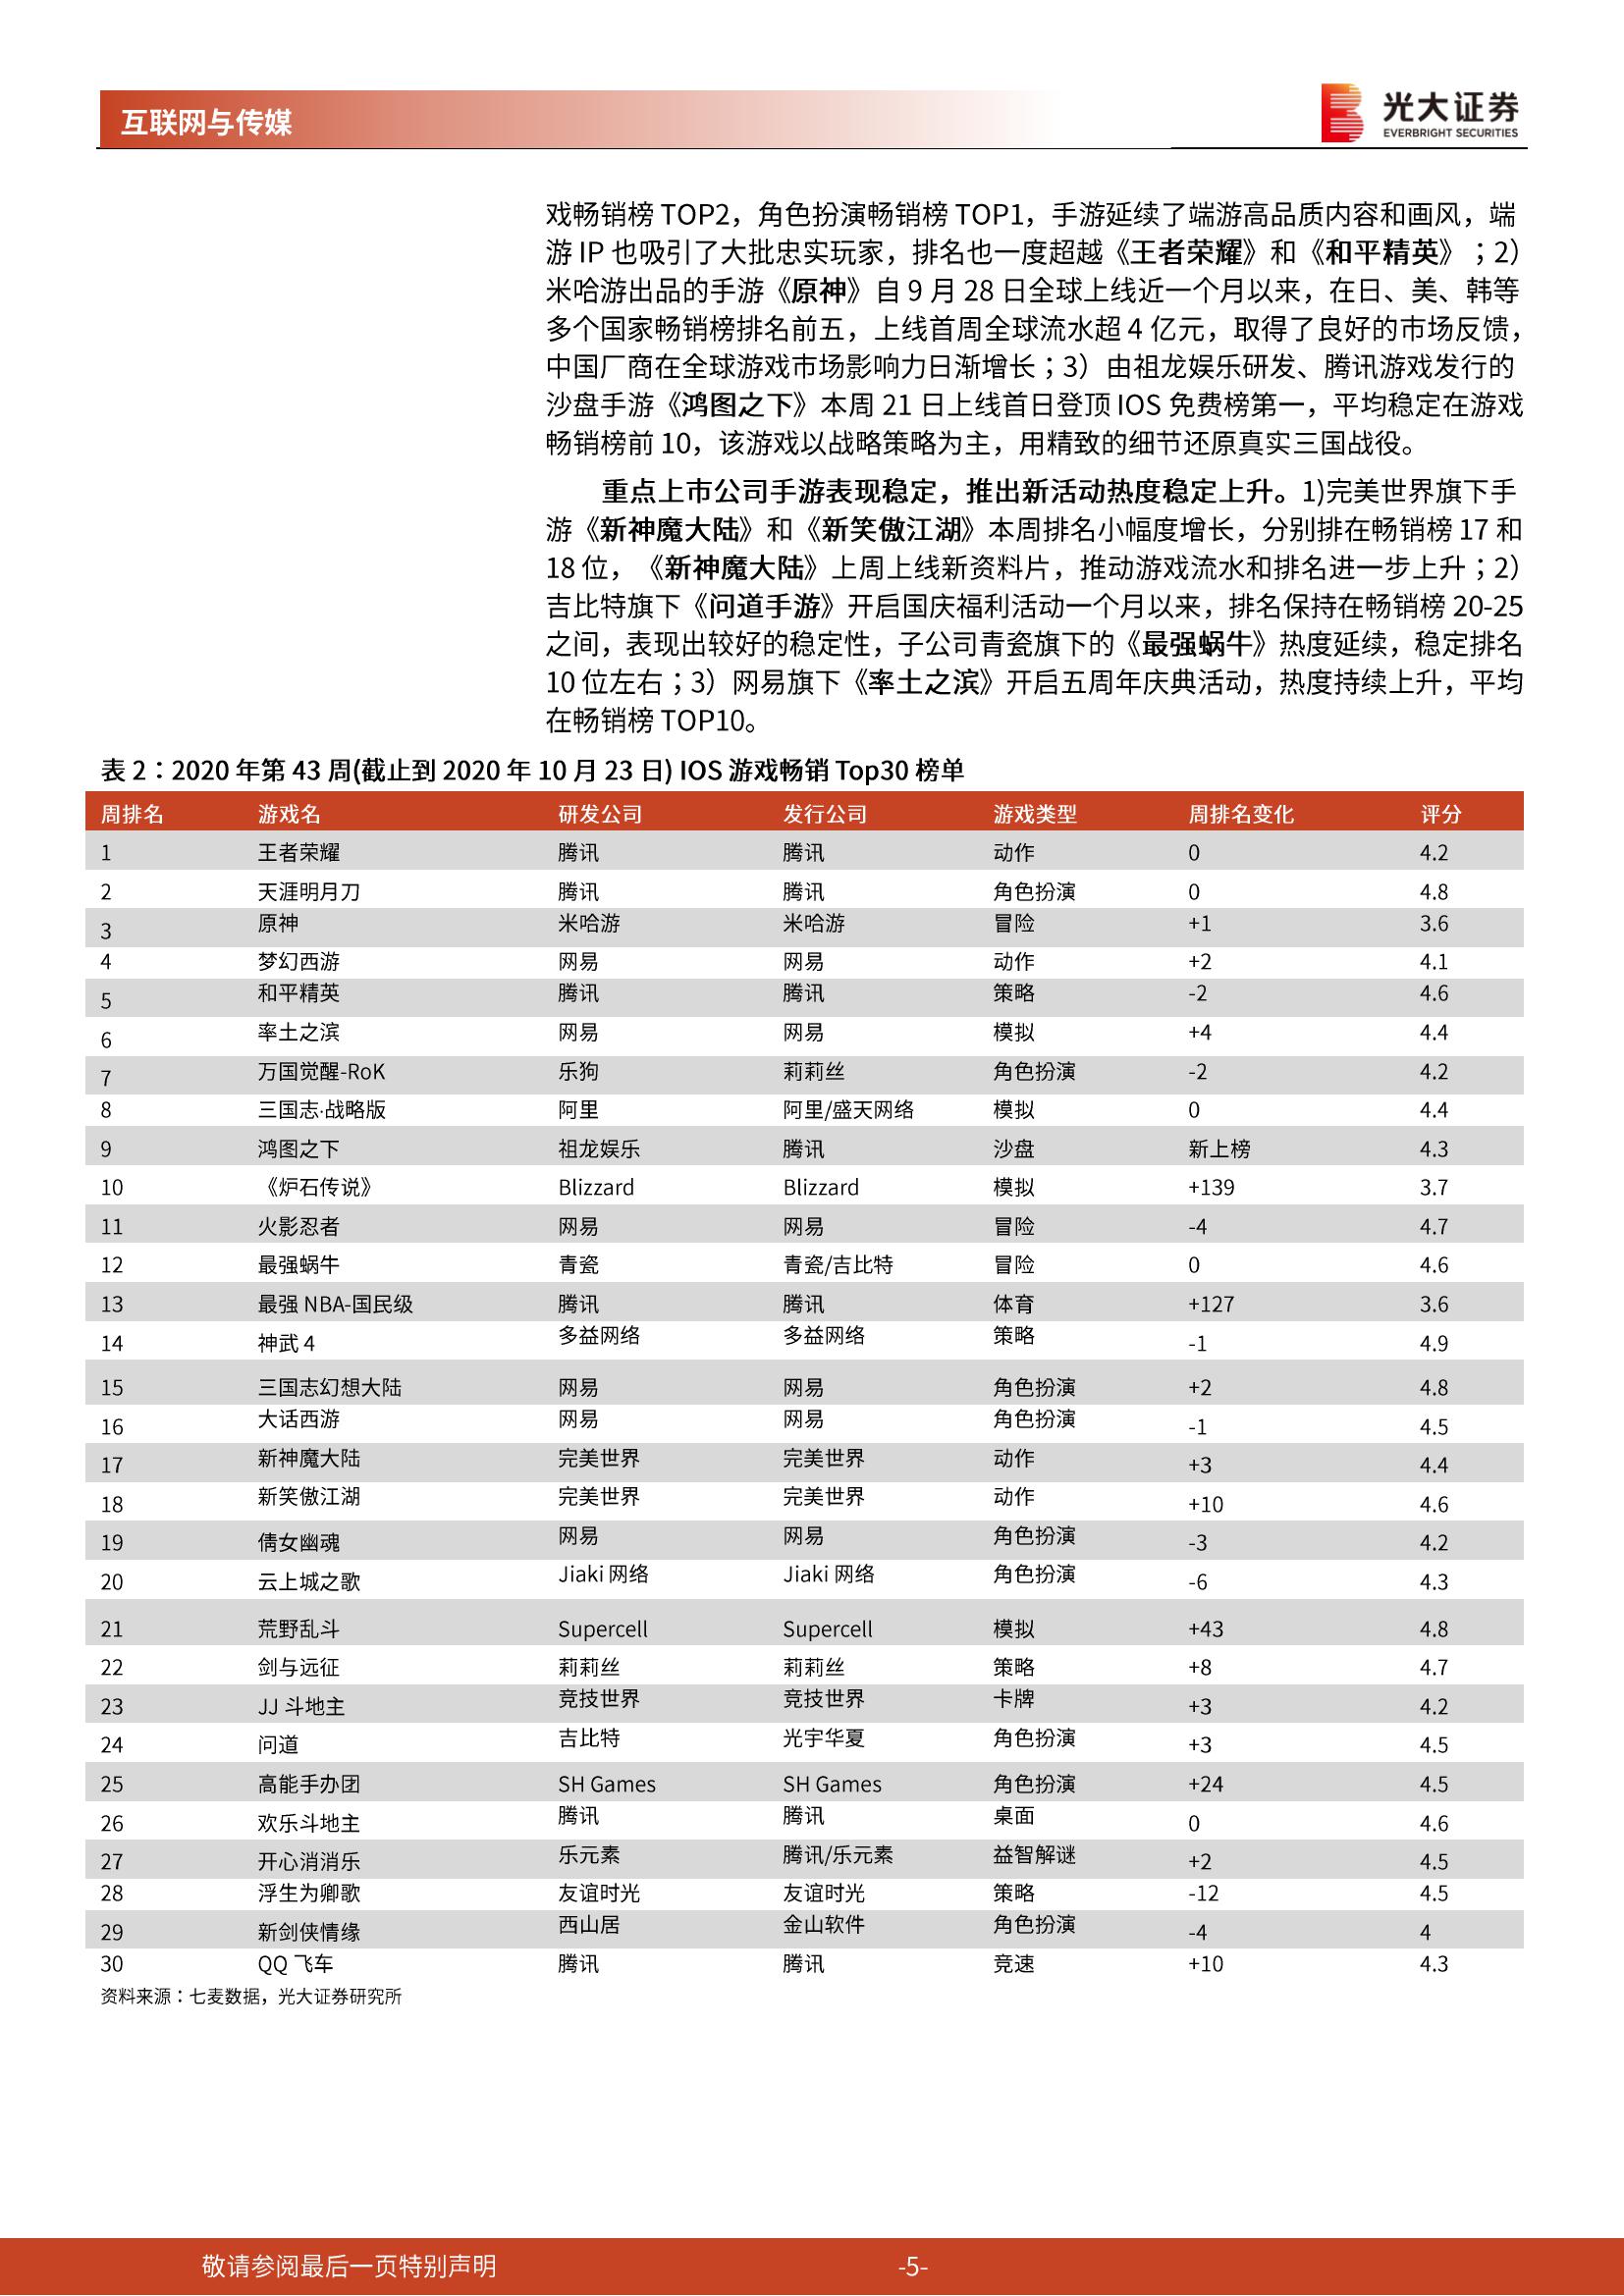 互联网与传媒
光大证券
EVERBRIGHT SECURITIES
戏畅销榜 TOP2，角色扮演畅销榜 TOP1，手游延续了端游高品质内容和画风，端
游 IP 也吸引了大批忠实玩家，排名也一度超越《王者荣耀》和《和平精英》；2）
米哈游出品的手游《原神》自 9 月 28 日全球上线近一个月以来，在日、美、韩等
多个国家畅销榜排名前五，上线首周全球流水超 4 亿元，取得了良好的市场反馈，
中国厂商在全球游戏市场影响力日渐增长；3）由祖龙娱乐研发、腾讯游戏发行的
沙盘手游《鸿图之下》本周 21 日上线首日登顶 IOS 免费榜第一，平均稳定在游戏
畅销榜前 10，该游戏以战略策略为主，用精致的细节还原真实三国战役。
重点上市公司手游表现稳定，推出新活动热度稳定上升。1)完美世界旗下手
游《新神魔大陆》和《新笑傲江湖》本周排名小幅度增长，分别排在畅销榜 17 和
18 位，《新神魔大陆》上周上线新资料片，推动游戏流水和排名进一步上升；2）
吉比特旗下《问道手游》开启国庆福利活动一个月以来，排名保持在畅销榜 20-25
之间，表现出较好的稳定性，子公司青瓷旗下的《最强蜗牛》热度延续，稳定排名
10 位左右；3）网易旗下《率土之滨》开启五周年庆典活动，热度持续上升，平均
在畅销榜 TOP10。
表 2：2020 年第 43 周(截止到 2020 年 10 月 23 日) IOS 游戏畅销 Top30 榜单
周排名 游戏名 研发公司 发行公司 游戏类型 周排名变化 评分
1 王者荣耀 腾讯 腾讯 动作 0 4.2
2 天涯明月刀 腾讯 腾讯 角色扮演 0 4.8
3 原神 米哈游 米哈游 冒险 +1 3.6
4 梦幻西游 网易 网易 动作 +2 4.1
5 和平精英 腾讯 腾讯 策略 -2 4.6
6 率土之滨 网易 网易 模拟 +4 4.4
7 万国觉醒-RoK 乐狗 莉莉丝 角色扮演 -2 4.2
8 三国志·战略版 阿里 阿里/盛天网络 模拟 0 4.4
9 鸿图之下 祖龙娱乐 腾讯 沙盘 新上榜 4.3
10 《炉石传说》 Blizzard Blizzard 模拟 +139 3.7
11 火影忍者 网易 网易 冒险 -4 4.7
12 最强蜗牛 青瓷 青瓷/吉比特 冒险 0 4.6
13 最强 NBA-国民级 腾讯 腾讯 体育 +127 3.6
14 神武 4 多益网络 多益网络 策略 -1 4.9
15 三国志幻想大陆 网易 网易 角色扮演 +2 4.8
16 大话西游 网易 网易 角色扮演 -1 4.5
17 新神魔大陆 完美世界 完美世界 动作 +3 4.4
18 新笑傲江湖 完美世界 完美世界 动作 +10 4.6
19 倩女幽魂 网易 网易 角色扮演 -3 4.2
20 云上城之歌 Jiaki 网络 Jiaki 网络 角色扮演 -6 4.3
21 荒野乱斗 Supercell Supercell 模拟 +43 4.8
22 剑与远征 莉莉丝 莉莉丝 策略 +8 4.7
23 JJ 斗地主 竞技世界 竞技世界 卡牌 +3 4.2
24 问道 吉比特 光宇华夏 角色扮演 +3 4.5
25 高能手办团 SH Games SH Games 角色扮演 +24 4.5
26 欢乐斗地主 腾讯 腾讯 桌面 0 4.6
27 开心消消乐 乐元素 腾讯/乐元素 益智解谜 +2 4.5
28 浮生为卿歌 友谊时光 友谊时光 策略 -12 4.5
29 新剑侠情缘 西山居 金山软件 角色扮演 -4 4
30 QQ 飞车 腾讯 腾讯 竞速 +10 4.3
资料来源：七麦数据，光大证券研究所
敬请参阅最后一页特别声明 -5-